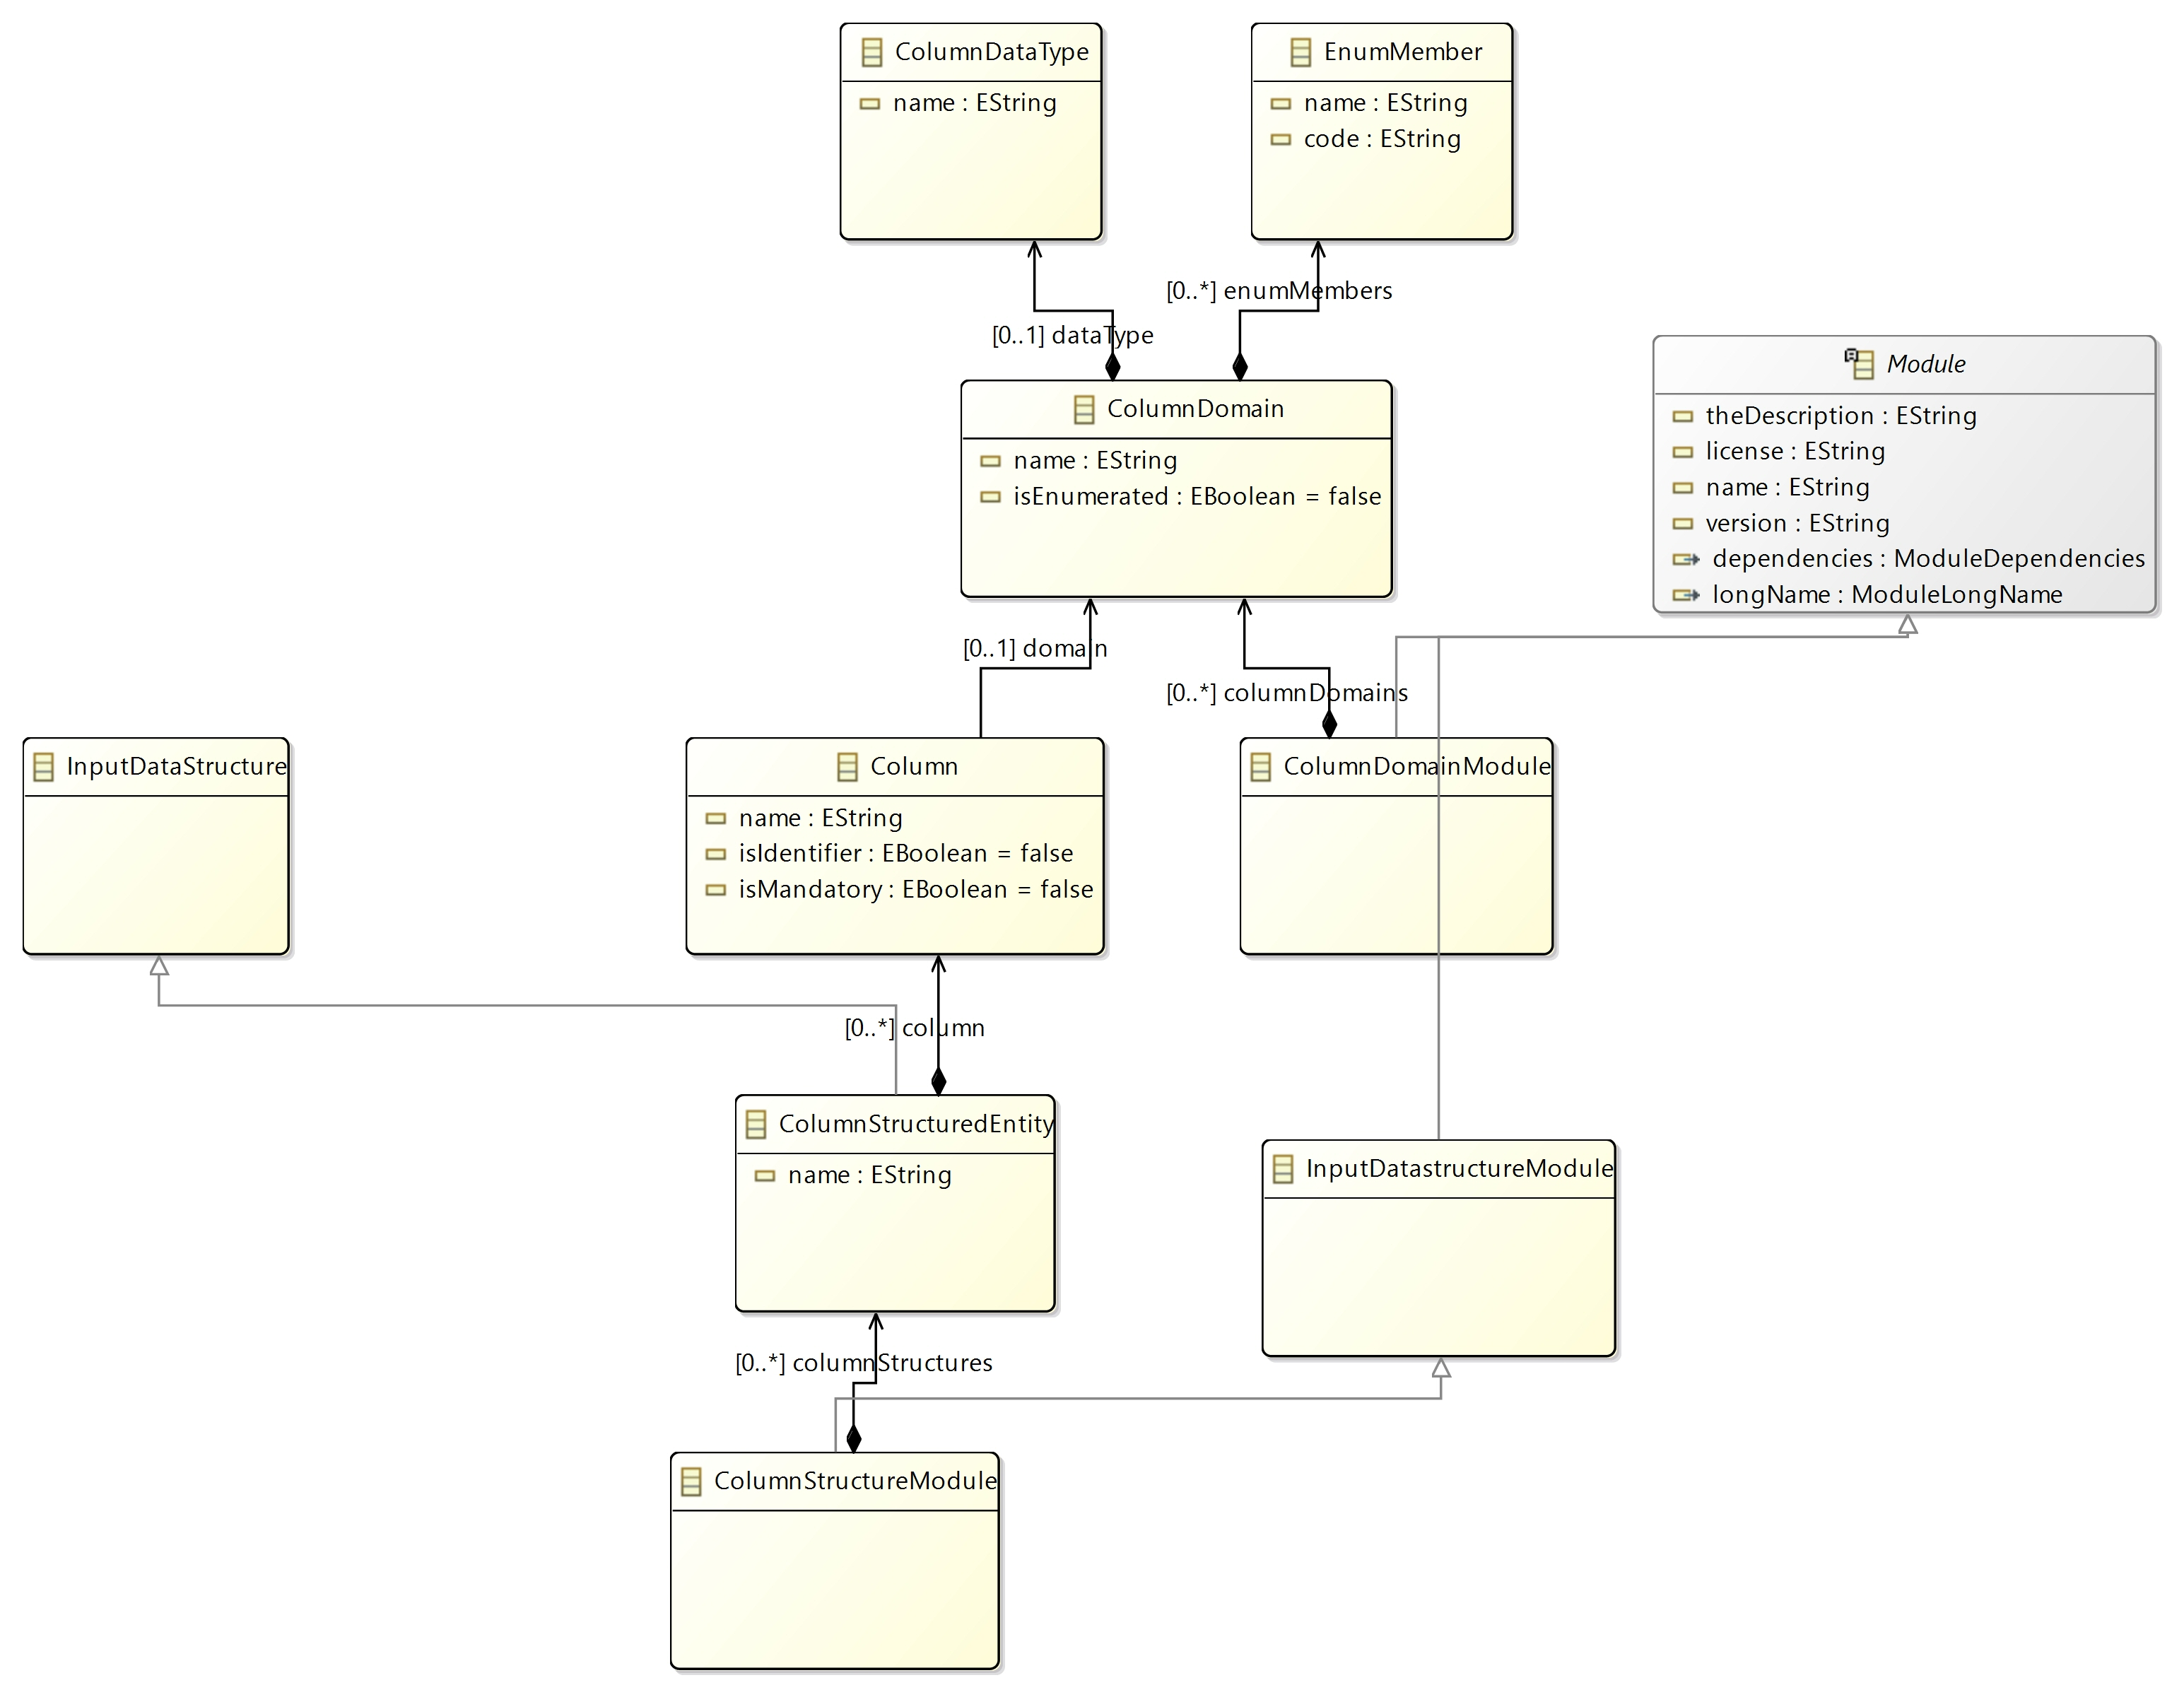 ColumnDataType
name : EString
EnumMember
name : EString
code : EString
[0..*] enumMembers
[0..1] dataType
ColumnDomain
name : EString
isEnumerated : EBoolean = false
Module
theDescription : EString
license : EString
name : EString
version : EString
dependencies : ModuleDependencies
longName : ModuleLongName
[0..1] domain
[0..*] columnDomains
InputDataStructure
Column
name : EString
isIdentifier : EBoolean = false
isMandatory : EBoolean = false
ColumnDomainModule
[0..*] column
ColumnStructuredEntity
name : EString
InputDatastructureModule
[0..*] columnStructures
ColumnStructureModule